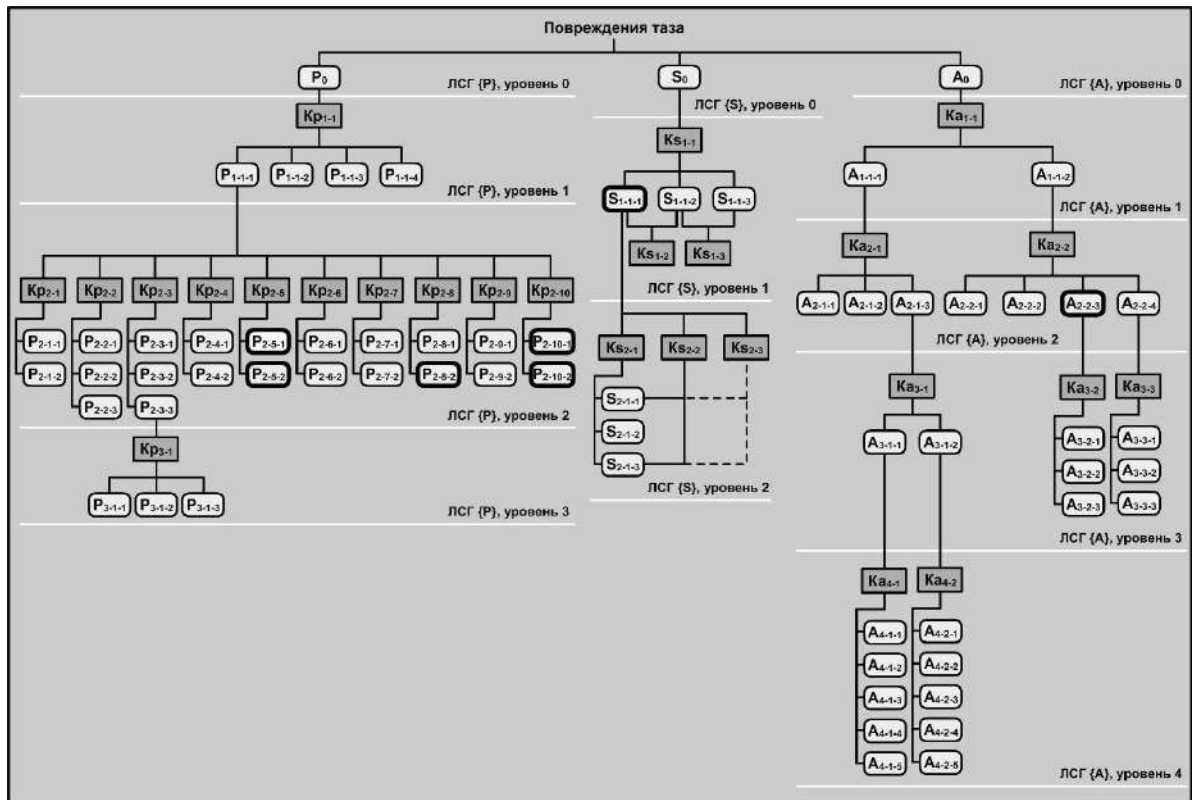 Повреждения таза
P0 S0 A0
ЛСГ {P}, уровень 0
ЛСГ {S}, уровень 0
ЛСГ {A}, уровень 0
Kp1-1
P1-1-1 P1-1-2 P1-1-3 P1-1-4
ЛСГ {P}, уровень 1
Kp2-1 Kp2-2 Kp2-3 Kp2-4 Kp2-5 Kp2-6 Kp2-7 Kp2-8 Kp2-9 Kp2-10
P2-1-1 P2-2-1 P2-3-1 P2-4-1 P2-5-1 P2-6-1 P2-7-1 P2-8-1 P2-9-1 P2-10-1
P2-1-2 P2-2-2 P2-3-2 P2-4-2 P2-5-2 P2-6-2 P2-7-2 P2-8-2 P2-9-2 P2-10-2
P2-2-3 P2-3-3
ЛСГ {P}, уровень 2
Kp3-1
P3-1-1 P3-1-2 P3-1-3
ЛСГ {P}, уровень 3
Ks1-1
S1-1-1 S1-1-2 S1-1-3
Ks1-2 Ks1-3
ЛСГ {S}, уровень 1
Ks2-1 Ks2-2 Ks2-3
S2-1-1
S2-1-2
S2-1-3
ЛСГ {S}, уровень 2
Ka1-1
A1-1-1 A1-1-2
ЛСГ {A}, уровень 1
Ka2-1 Ka2-2
A2-1-1 A2-1-2 A2-1-3 A2-2-1 A2-2-2 A2-2-3 A2-2-4
ЛСГ {A}, уровень 2
Ka3-1 Ka3-2 Ka3-3
A3-1-1 A3-1-2 A3-2-1 A3-3-1
A3-2-2 A3-3-2
A3-2-3 A3-3-3
ЛСГ {A}, уровень 3
Ka4-1 Ka4-2
A4-1-1 A4-2-1
A4-1-2 A4-2-2
A4-1-3 A4-2-3
A4-1-4 A4-2-4
A4-1-5 A4-2-5
ЛСГ {A}, уровень 4